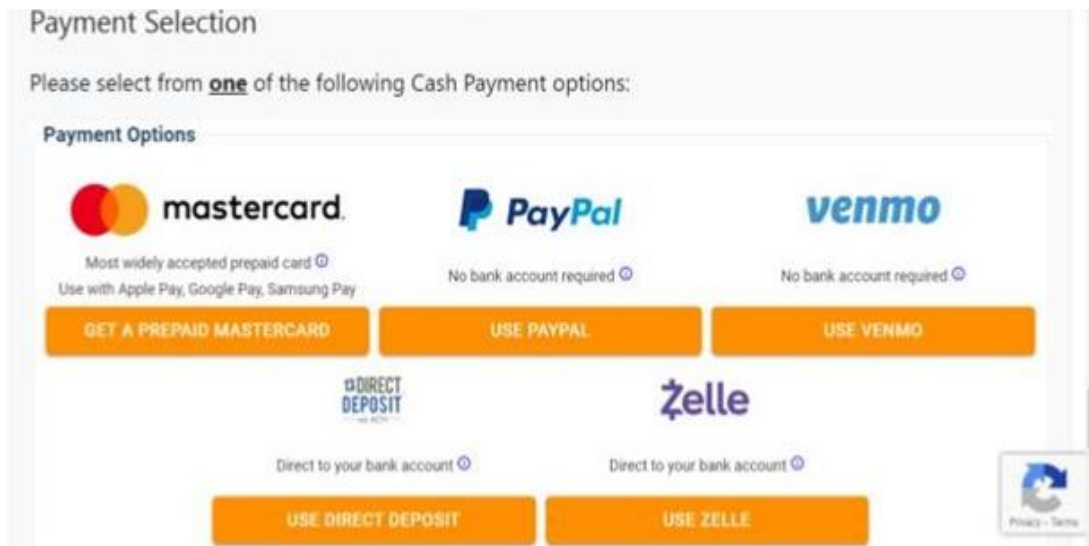 Payment Selection
Please select from one of the following Cash Payment options:
Payment Options
mastercard.
PayPal
venmo
Most widely accepted prepaid card
Use with Apple Pay, Google Pay, Samsung Pay
No bank account required
No bank account required
GET A PREPAID MASTERCARD
USE PAYPAL
USE VENMO
DIRECT
DEPOSIT
Zelle
Direct to your bank account
Direct to your bank account
USE DIRECT DEPOSIT
USE ZELLE
Privacy - Terms